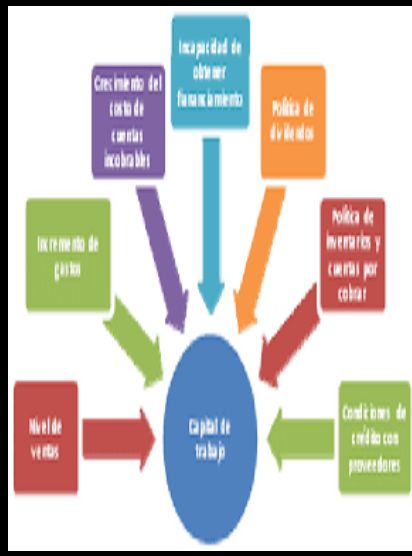 Incapacidad de
obtener
financiamiento
Crecimiento del
costo de
cuentas
incobrables
Política de
dividendos
Incremento de
gastos
Política de
inventarios y
cuentas por
cobrar
Nivel de
ventas
Capital de
trabajo
Condiciones de
crédito con
proveedores